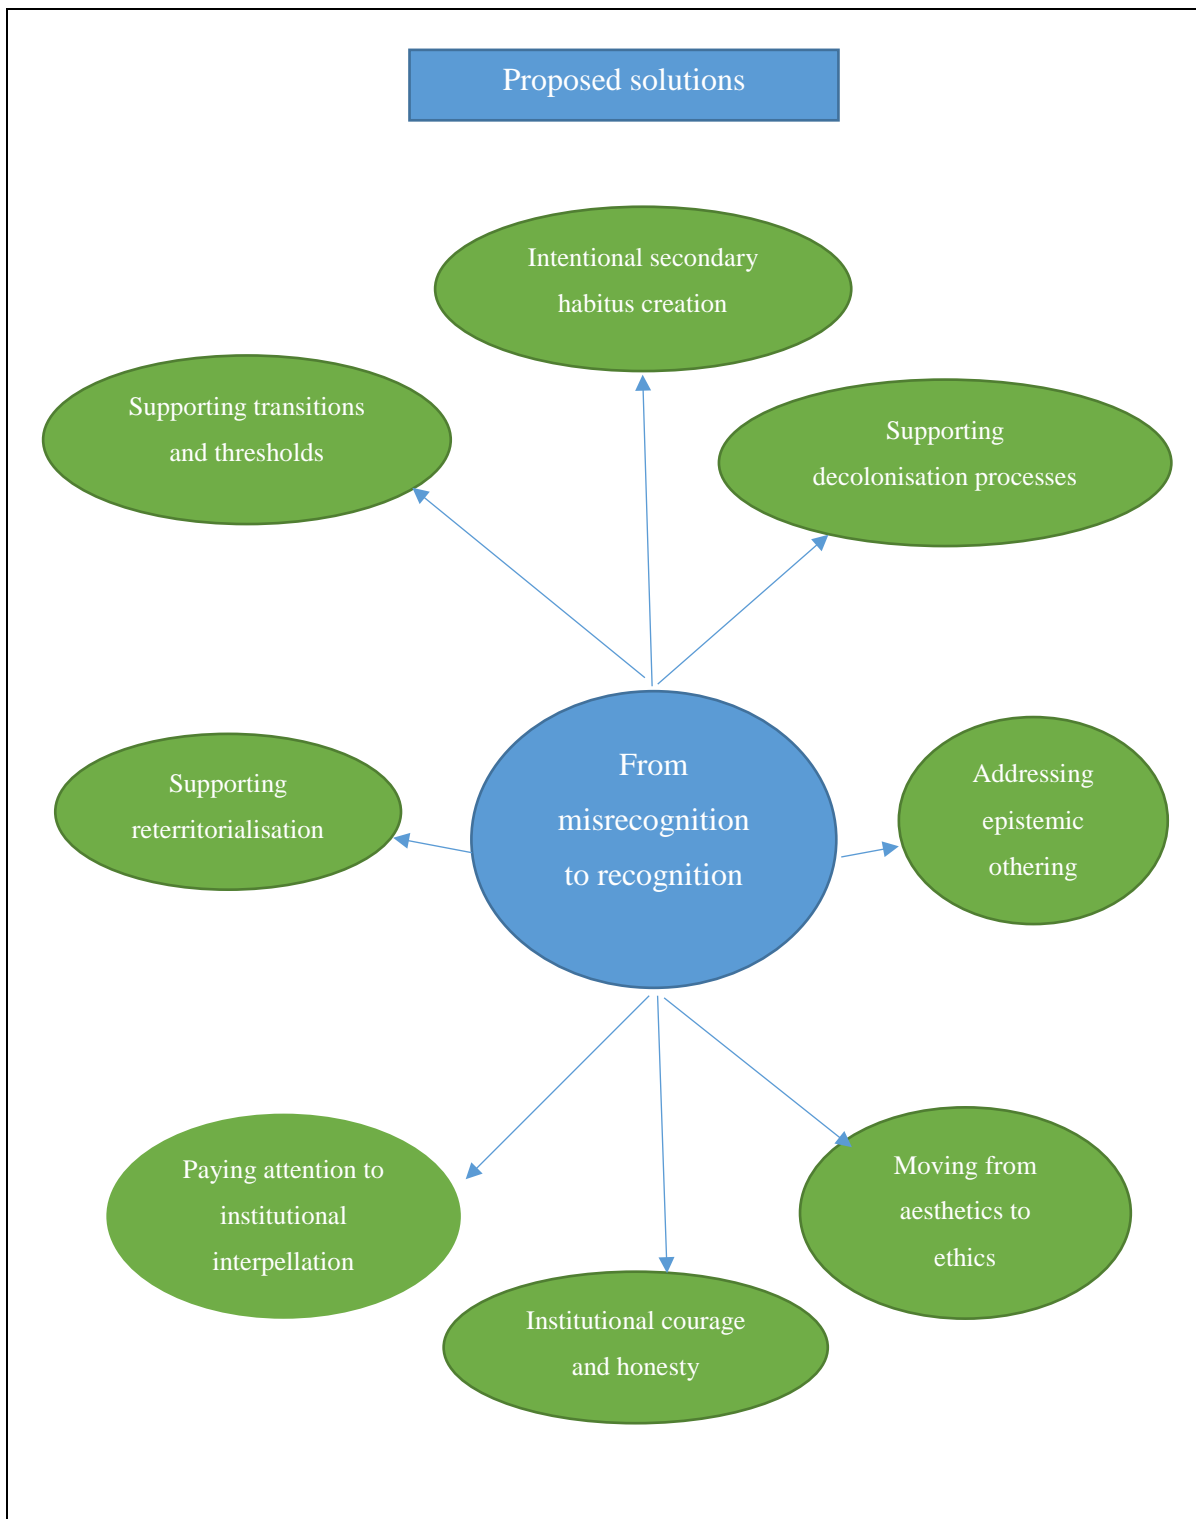 Proposed solutions
Intentional secondary
habitus creation
Supporting transitions
and thresholds
Supporting
decolonisation processes
From
misrecognition
to recognition
Supporting
reterritorialisation
Addressing
epistemic
othering
Paying attention to
institutional
interpellation
Moving from
aesthetics to
ethics
Institutional courage
and honesty